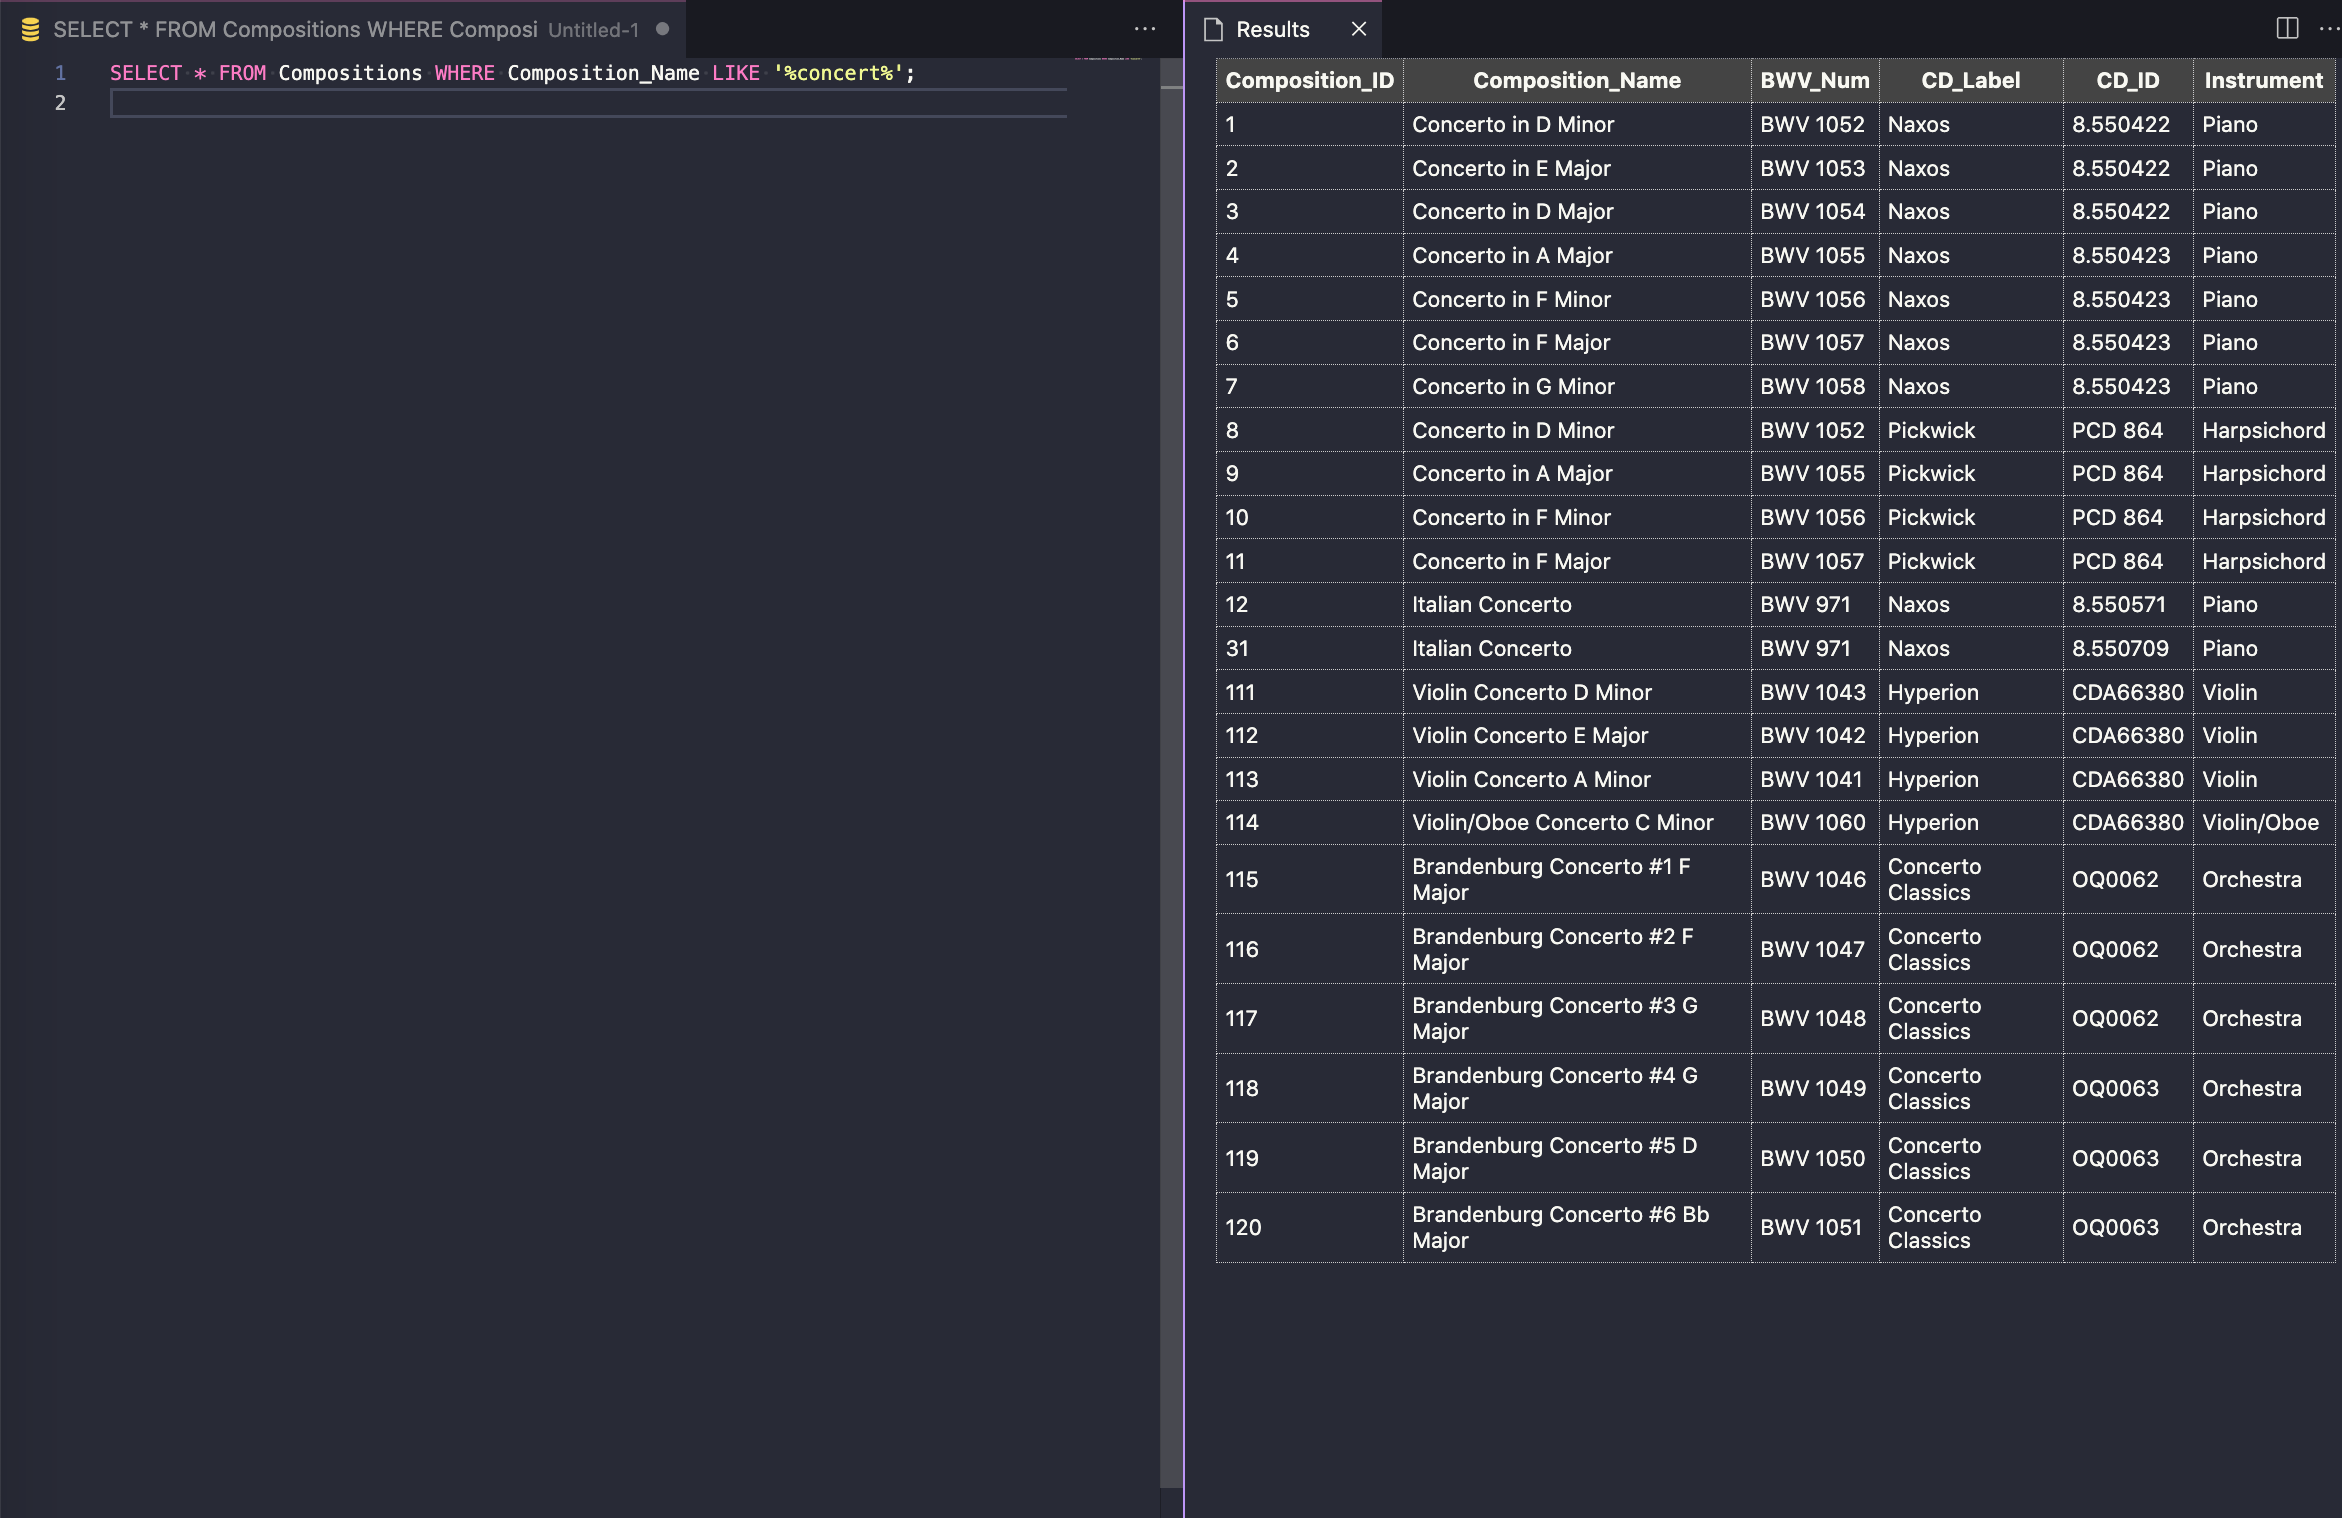 SELECT * FROM Compositions WHERE Composi Untitled-1
1 SELECT * FROM Compositions WHERE Composition_Name LIKE '%concert%';
2
Results
Composition_ID Composition_Name BWV_Num CD_Label CD_ID Instrument
1 Concerto in D Minor BWV 1052 Naxos 8.550422 Piano
2 Concerto in E Major BWV 1053 Naxos 8.550422 Piano
3 Concerto in D Major BWV 1054 Naxos 8.550422 Piano
4 Concerto in A Major BWV 1055 Naxos 8.550423 Piano
5 Concerto in F Minor BWV 1056 Naxos 8.550423 Piano
6 Concerto in F Major BWV 1057 Naxos 8.550423 Piano
7 Concerto in G Minor BWV 1058 Naxos 8.550423 Piano
8 Concerto in D Minor BWV 1052 Pickwick PCD 864 Harpsichord
9 Concerto in A Major BWV 1055 Pickwick PCD 864 Harpsichord
10 Concerto in F Minor BWV 1056 Pickwick PCD 864 Harpsichord
11 Concerto in F Major BWV 1057 Pickwick PCD 864 Harpsichord
12 Italian Concerto BWV 971 Naxos 8.550571 Piano
31 Italian Concerto BWV 971 Naxos 8.550709 Piano
111 Violin Concerto D Minor BWV 1043 Hyperion CDA66380 Violin
112 Violin Concerto E Major BWV 1042 Hyperion CDA66380 Violin
113 Violin Concerto A Minor BWV 1041 Hyperion CDA66380 Violin
114 Violin/Oboe Concerto C Minor BWV 1060 Hyperion CDA66380 Violin/Oboe
115 Brandenburg Concerto #1 F Major BWV 1046 Concerto Classics OQ0062 Orchestra
116 Brandenburg Concerto #2 F Major BWV 1047 Concerto Classics OQ0062 Orchestra
117 Brandenburg Concerto #3 G Major BWV 1048 Concerto Classics OQ0062 Orchestra
118 Brandenburg Concerto #4 G Major BWV 1049 Concerto Classics OQ0063 Orchestra
119 Brandenburg Concerto #5 D Major BWV 1050 Concerto Classics OQ0063 Orchestra
120 Brandenburg Concerto #6 Bb Major BWV 1051 Concerto Classics OQ0063 Orchestra